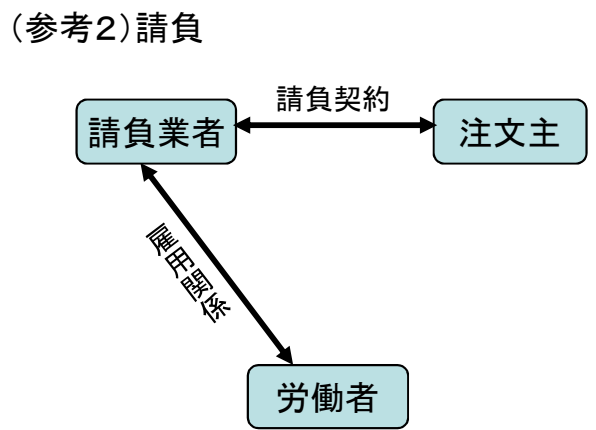 （参考２）請負
請負契約
請負業者
注文主
雇用関係
労働者